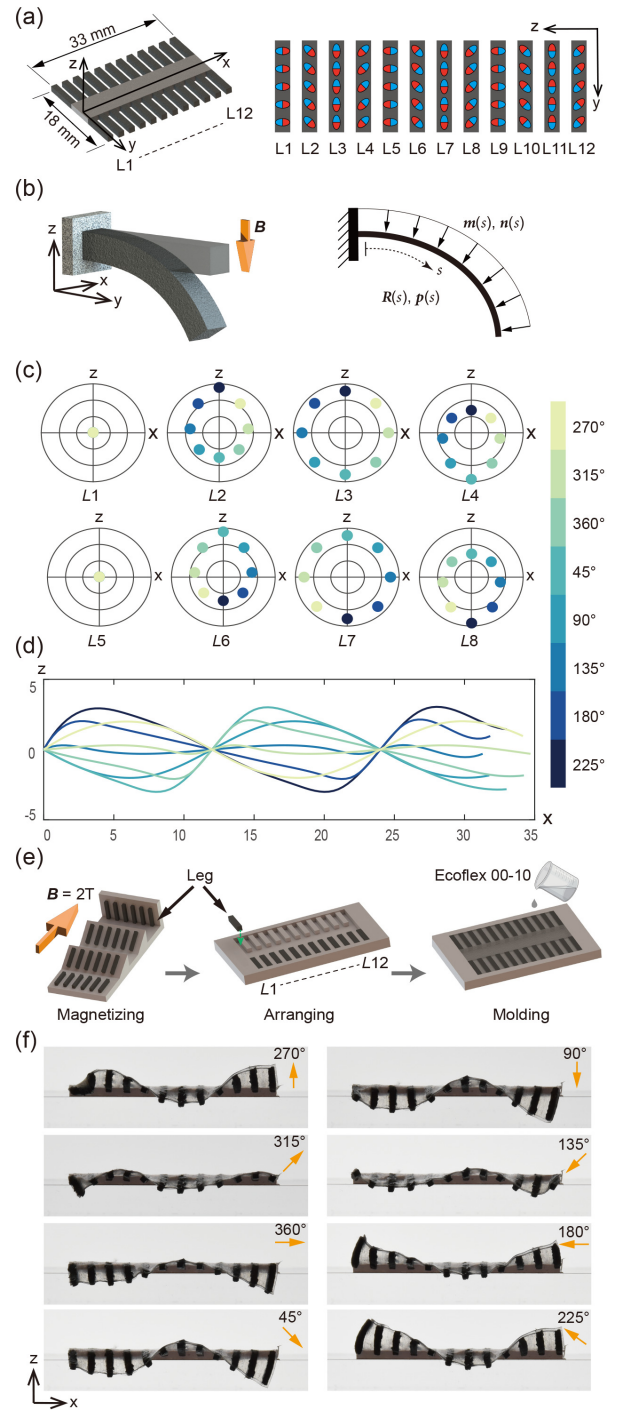 (a)
33 mm
z
x
18 mm
y
L12
L1
z
y
L1 L2 L3 L4 L5 L6 L7 L8 L9 L10 L11 L12
(b)
B
z
x
y
m(s), n(s)
s
R(s), p(s)
(c)
z z z z
x x x x
L1 L2 L3 L4
z z z z
x x x x
L5 L6 L7 L8
270°
315°
360°
45°
90°
135°
180°
225°
(d)
z
5
0
-5
0 5 10 15 20 25 30 35
x
(e)
B = 2T
Leg
Ecoflex 00-10
L1
L12
Magnetizing Arranging Molding
(f)
270° 90°
315° 135°
360° 180°
45° 225°
z
x